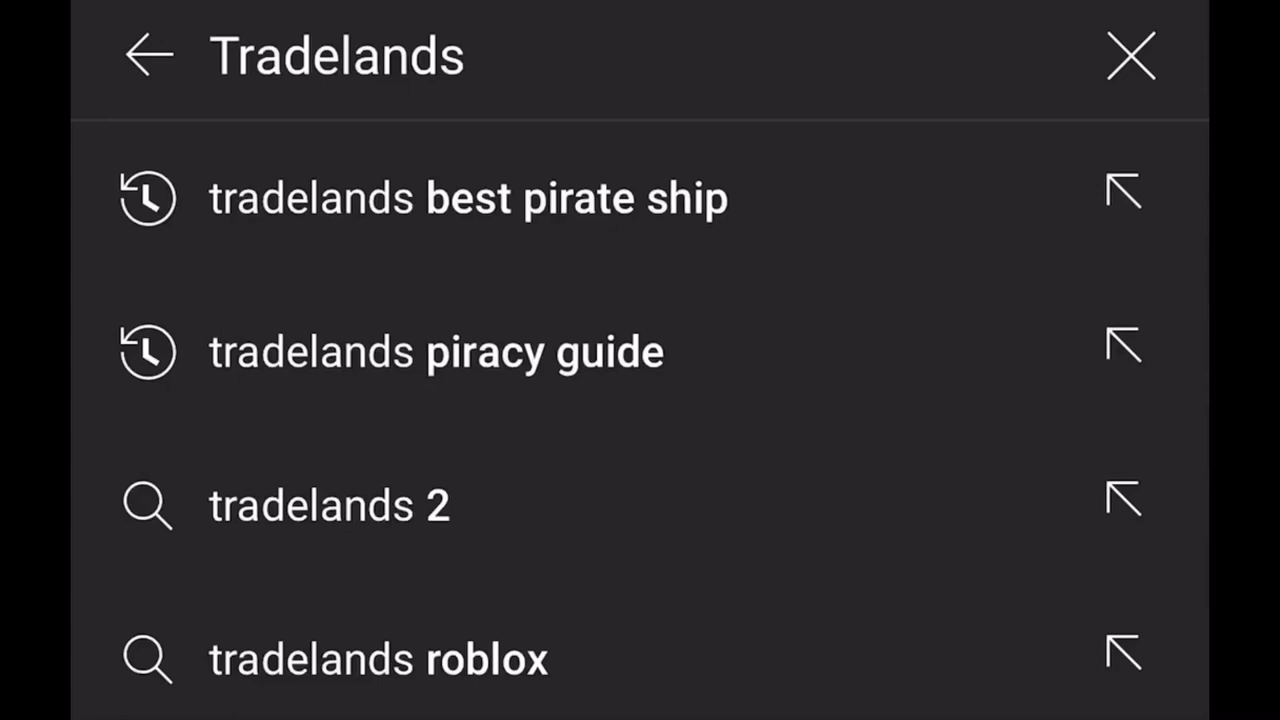 Tradelands
tradelands best pirate ship
tradelands piracy guide
tradelands 2
tradelands roblox